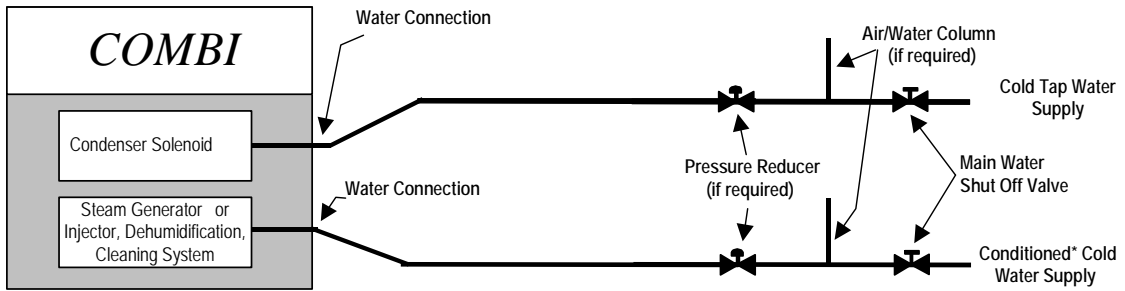 COMBI
Condenser Solenoid
Steam Generator or
Injector, Dehumidification,
Cleaning System
Water Connection
Water Connection
Pressure Reducer
(if required)
Air/Water Column
(if required)
Cold Tap Water
Supply
Main Water
Shut Off Valve
Conditioned* Cold
Water Supply